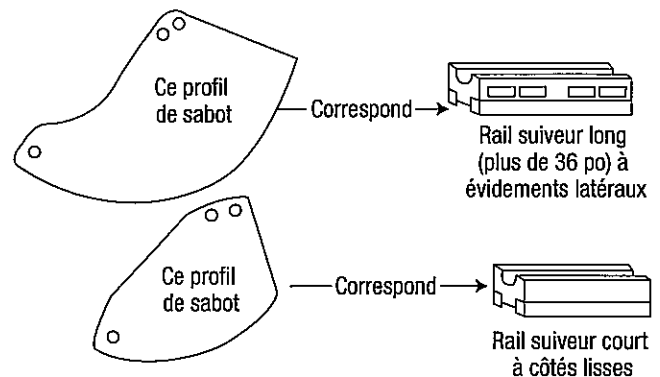 Ce profil
de sabot
Correspond
Rail suiveur long
(plus de 36 po) à
évidements latéraux
Ce profil
de sabot
Correspond
Rail suiveur court
à côtés lisses